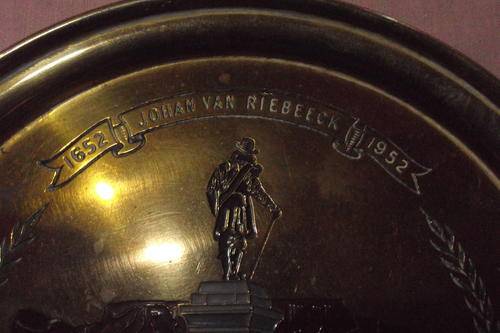 1652 JOHAN VAN RIEBEECK 1952